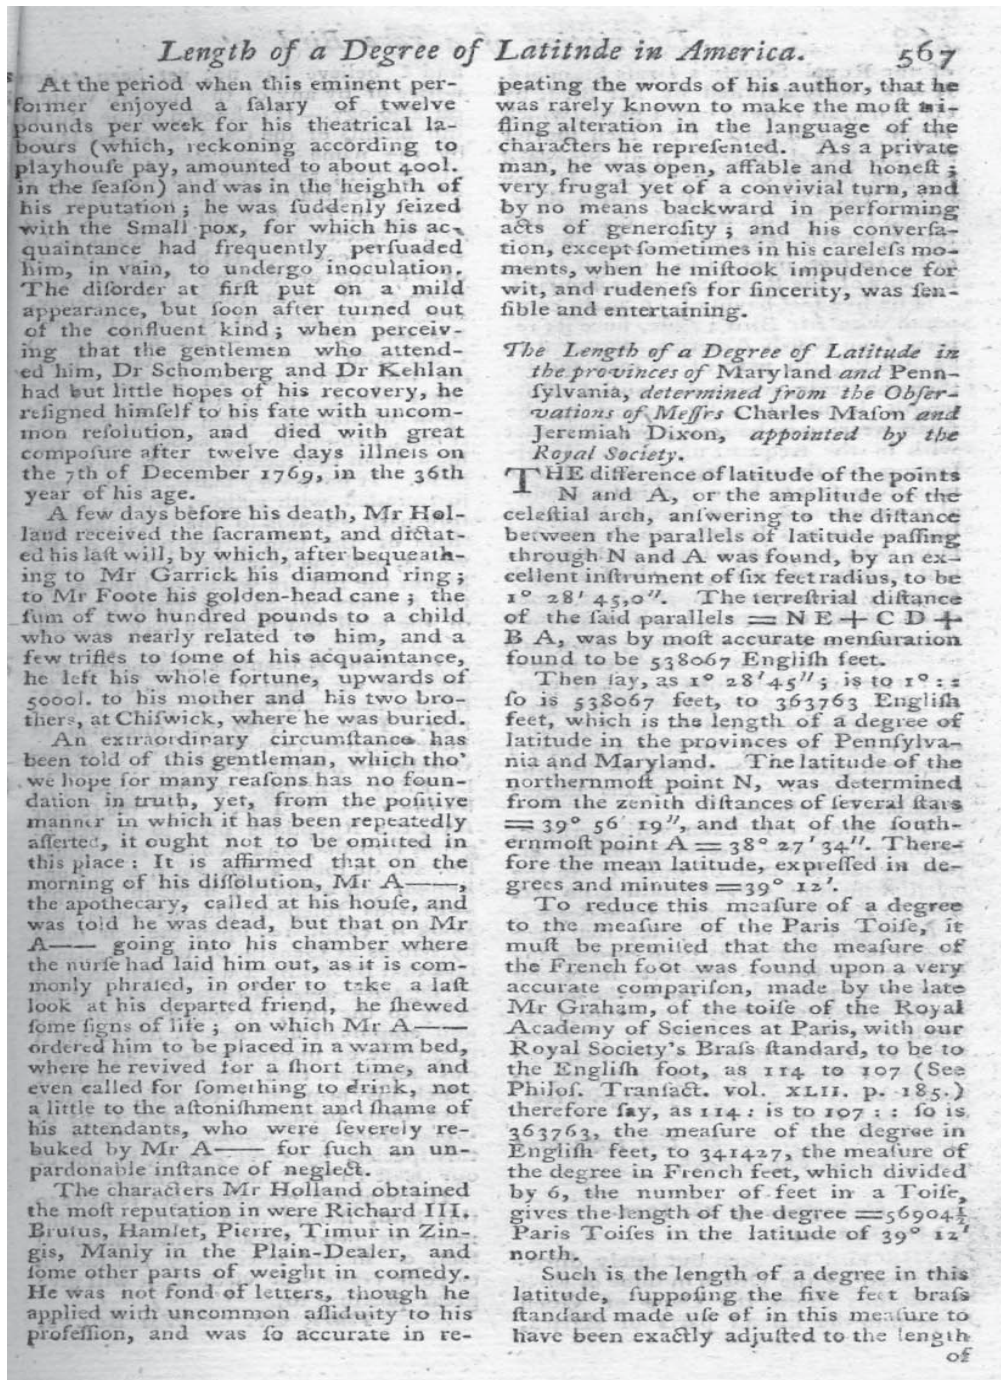 Length of a Degree of Latitnde in America. 567
At the period when this eminent per-
former enjoyed a ſalary of twelve
pounds per week for his theatrical la-
bours (which, reckoning according to
playhouſe pay, amounted to about 400l.
in the ſeaſon) and was in the heighth of
his reputation; he was ſuddenly ſeized
with the Small pox, for which his ac-
quaintance had frequently perſuaded
him, in vain, to undergo inoculation.
The diſorder at firſt put on a mild
appearance, but ſoon after turned out
of the confluent kind; when perceiv-
ing that the gentlemen who attend-
ed him, Dr Schomberg and Dr Kehlan
had but little hopes of his recovery, he
reſigned himſelf to his fate with uncom-
mon reſolution, and died with great
compoſure after twelve days illneſs on
the 7th of December 1769, in the 36th
year of his age.
A few days before his death, Mr Hol-
land received the ſacrament, and dictat-
ed his laſt will, by which, after bequeath-
ing to Mr Garrick his diamond ring;
to Mr Foote his golden-head cane; the
ſum of two hundred pounds to a child
who was nearly related to him, and a
few trifles to ſome of his acquaintance,
he left his whole fortune, upwards of
5000l. to his mother and his two bro-
thers, at Chiſwick, where he was buried.
An extraordinary circumſtance has
been told of this gentleman, which tho'
we hope for many reaſons has no foun-
dation in truth, yet, from the poſitive
manner in which it has been repeatedly
aſſerted, it ought not to be omitted in
this place: It is affirmed that on the
morning of his diſſolution, Mr A——,
the apothecary, called at his houſe, and
was told he was dead, but that on Mr
A—— going into his chamber where
the nurſe had laid him out, as it is com-
monly phraſed, in order to take a laſt
look at his departed friend, he ſhewed
ſome ſigns of life; on which Mr A——
ordered him to be placed in a warm bed,
where he revived for a ſhort time, and
even called for ſomething to drink, not
a little to the aſtoniſhment and ſhame of
his attendants, who were ſeverely re-
buked by Mr A—— for ſuch an un-
pardonable inſtance of neglect.
The characters Mr Holland obtained
the moſt reputation in were Richard III.
Brutus, Hamlet, Pierre, Timur in Zin-
gis, Manly in the Plain-Dealer, and
ſome other parts of weight in comedy.
He was not fond of letters, though he
applied with uncommon aſſiduity to his
profeſſion, and was ſo accurate in re-
peating the words of his author, that he
was rarely known to make the moſt tri-
fling alteration in the language of the
characters he repreſented. As a private
man, he was open, affable and honeſt;
very frugal yet of a convivial turn, and
by no means backward in performing
acts of generoſity; and his converſa-
tion, except ſometimes in his careleſs mo-
ments, when he miſtook impudence for
wit, and rudeneſs for ſincerity, was ſen-
ſible and entertaining.
The Length of a Degree of Latitude in
the provinces of Maryland and Penn-
ſylvania, determined from the Obſer-
vations of Meſſrs Charles Maſon and
Jeremiah Dixon, appointed by the
Royal Society.
THE difference of latitude of the points
N and A, or the amplitude of the
celeſtial arch, anſwering to the diſtance
between the parallels of latitude paſſing
through N and A was found, by an ex-
cellent inſtrument of ſix feet radius, to be
1° 28' 45,0''. The terreſtrial diſtance
of the ſaid parallels = N E + C D +
B A, was by moſt accurate menſuration
found to be 538067 Engliſh feet.
Then ſay, as 1° 28' 45''; is to 1° : :
ſo is 538067 feet, to 363763 Engliſh
feet, which is the length of a degree of
latitude in the provinces of Pennſylva-
nia and Maryland. The latitude of the
northernmoſt point N, was determined
from the zenith diſtances of ſeveral ſtars
= 39° 56' 19'', and that of the ſouth-
ernmoſt point A = 38° 27' 34''. There-
fore the mean latitude, expreſſed in de-
grees and minutes = 39° 12'.
To reduce this meaſure of a degree
to the meaſure of the Paris Toiſe, it
muſt be premiſed that the meaſure of
the French foot was found upon a very
accurate compariſon, made by the late
Mr Graham, of the toiſe of the Royal
Academy of Sciences at Paris, with our
Royal Society's Braſs ſtandard, to be to
the Engliſh foot, as 114 to 107 (See
Philoſ. Tranſact. vol. XLII. p. 185.)
therefore ſay, as 114 : is to 107 : : ſo is
363763, the meaſure of the degree in
Engliſh feet, to 341427, the meaſure of
the degree in French feet, which divided
by 6, the number of feet in a Toiſe,
gives the length of the degree = 56904½
Paris Toiſes in the latitude of 39° 12'
north.
Such is the length of a degree in this
latitude, ſuppoſing the five feet braſs
ſtandard made uſe of in this meaſure to
have been exactly adjuſted to the length
of